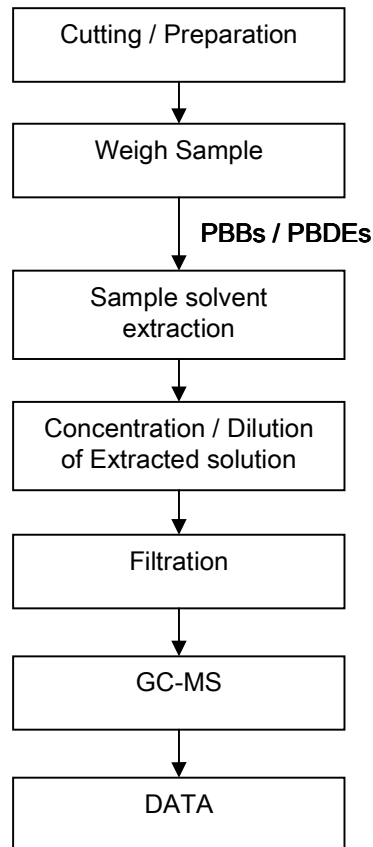 Cutting / Preparation
Weigh Sample
PBBs / PBDEs
Sample solvent
extraction
Concentration / Dilution
of Extracted solution
Filtration
GC-MS
DATA